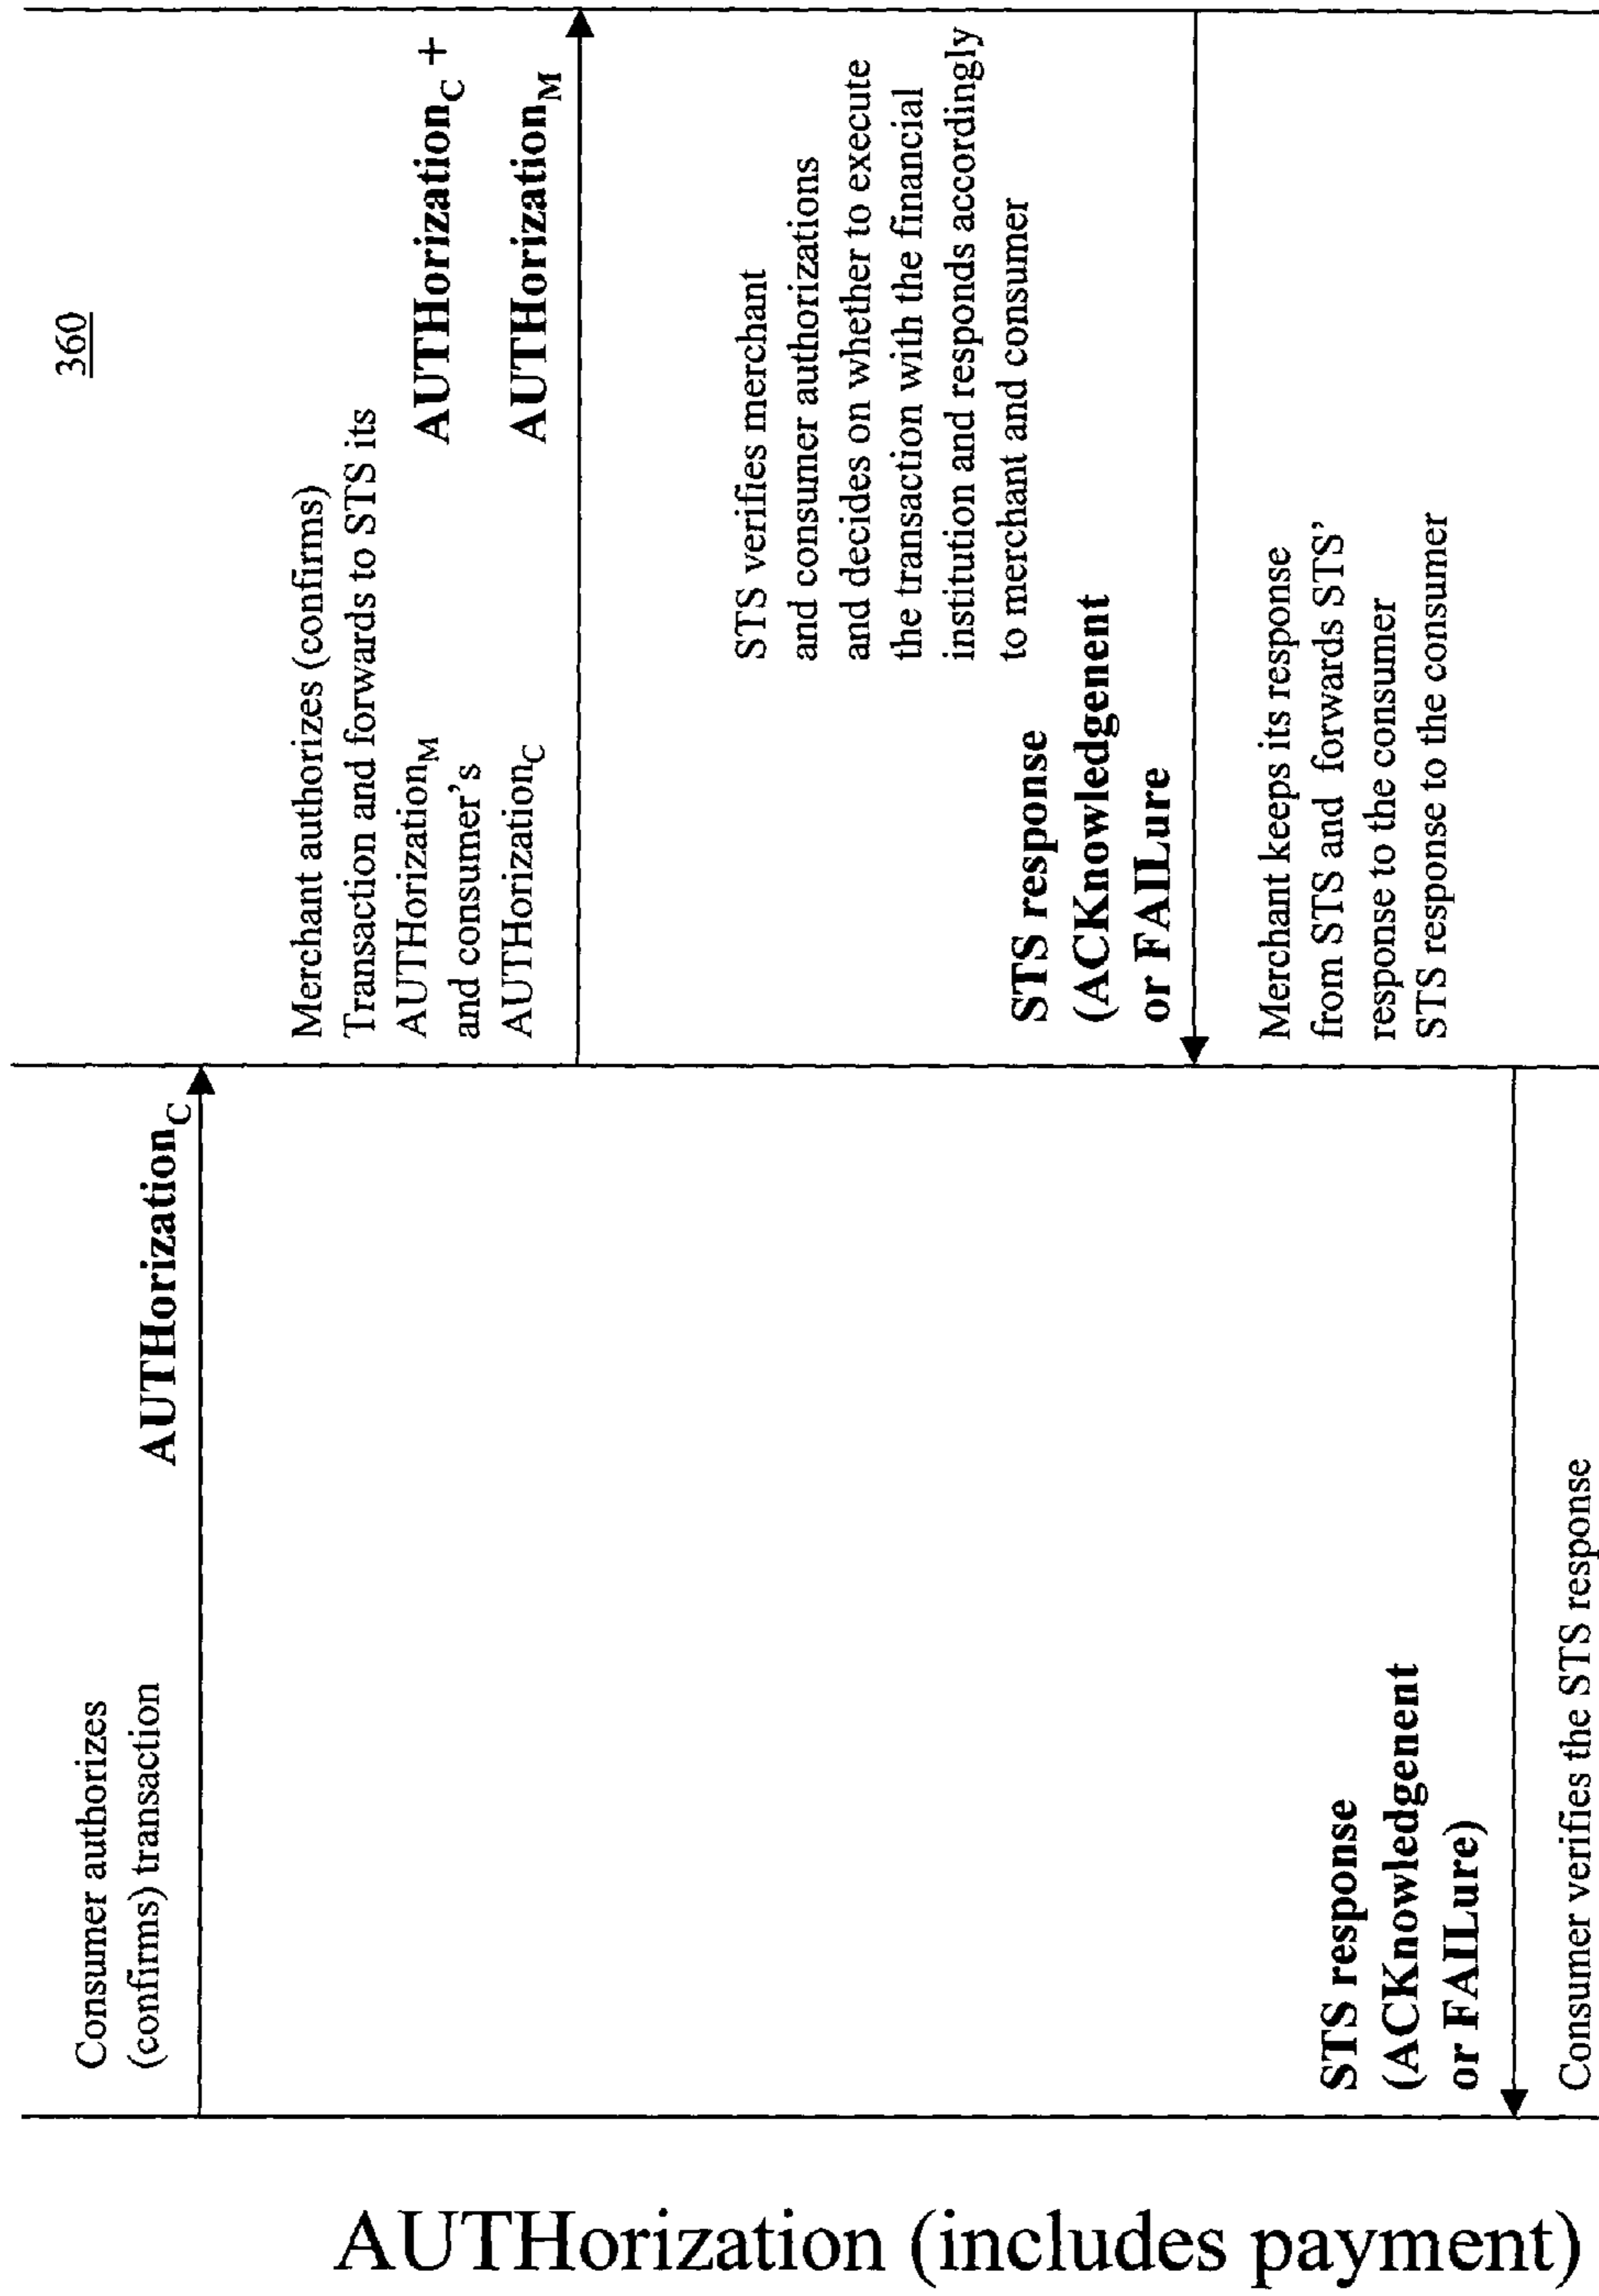 360
Consumer authorizes
(confirms) transaction
AUTHorization_C
Merchant authorizes (confirms)
Transaction and forwards to STS its
AUTHorization_M
and consumer's
AUTHorization_C
AUTHorization_C +
AUTHorization_M
STS verifies merchant
and consumer authorizations
and decides on whether to execute
the transaction with the financial
institution and responds accordingly
to merchant and consumer
STS response
(ACKnowledgenent
or FAILure
Merchant keeps its response
from STS and forwards STS'
response to the consumer
STS response to the consumer
STS response
(ACKnowledgenent
or FAILure)
Consumer verifies the STS response
AUTHorization (includes payment)